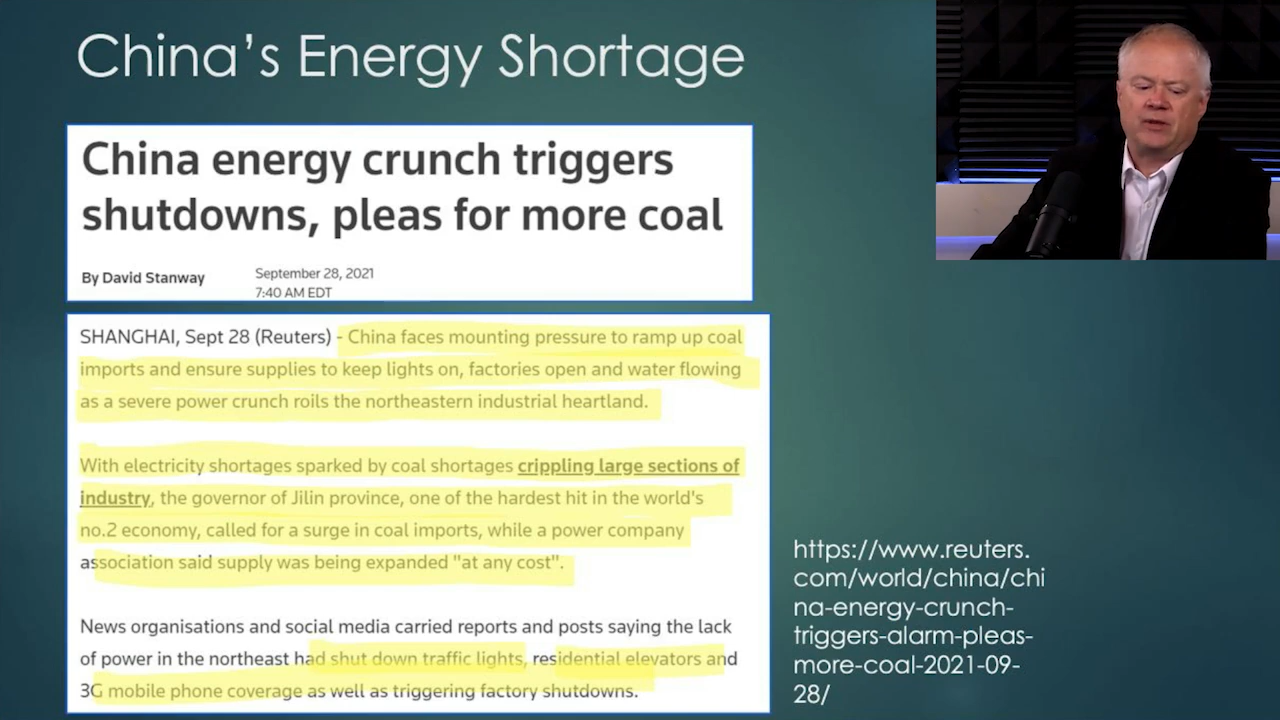 China's Energy Shortage
China energy crunch triggers
shutdowns, pleas for more coal
By David Stanway
September 28, 2021
7:40 AM EDT
SHANGHAI, Sept 28 (Reuters) - China faces mounting pressure to ramp up coal
imports and ensure supplies to keep lights on, factories open and water flowing
as a severe power crunch roils the northeastern industrial heartland.
With electricity shortages sparked by coal shortages crippling large sections of
industry, the governor of Jilin province, one of the hardest hit in the world's
no.2 economy, called for a surge in coal imports, while a power company
association said supply was being expanded "at any cost".
News organisations and social media carried reports and posts saying the lack
of power in the northeast had shut down traffic lights, residential elevators and
3G mobile phone coverage as well as triggering factory shutdowns.
https://www.reuters.
com/world/china/chi
na-energy-crunch-
triggers-alarm-pleas-
more-coal-2021-09-
28/